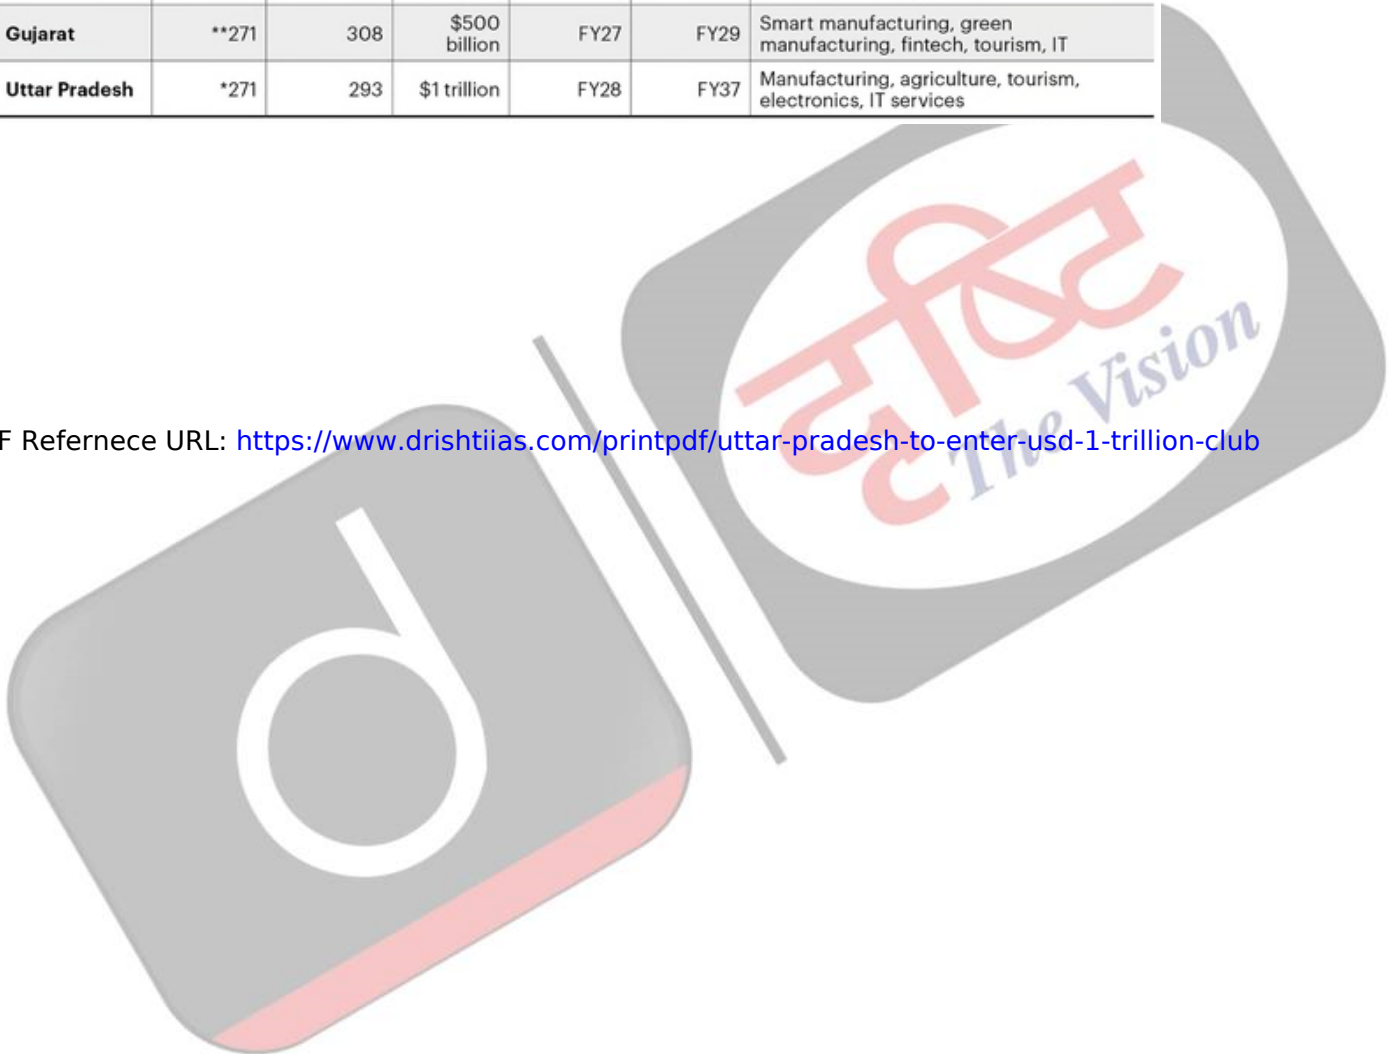 Gujarat **271 308 $500 billion FY27 FY29 Smart manufacturing, green manufacturing, fintech, tourism, IT
Uttar Pradesh *271 293 $1 trillion FY28 FY37 Manufacturing, agriculture, tourism, electronics, IT services
दृष्टि
The Vision
F Refernece URL: https://www.drishtiias.com/printpdf/uttar-pradesh-to-enter-usd-1-trillion-club
d